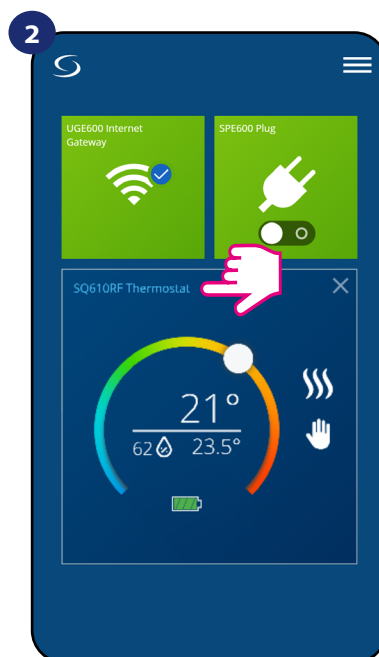 2
UGE600 Internet
Gateway
SPE600 Plug
SQ610RF Thermostat
21°
62 23.5°